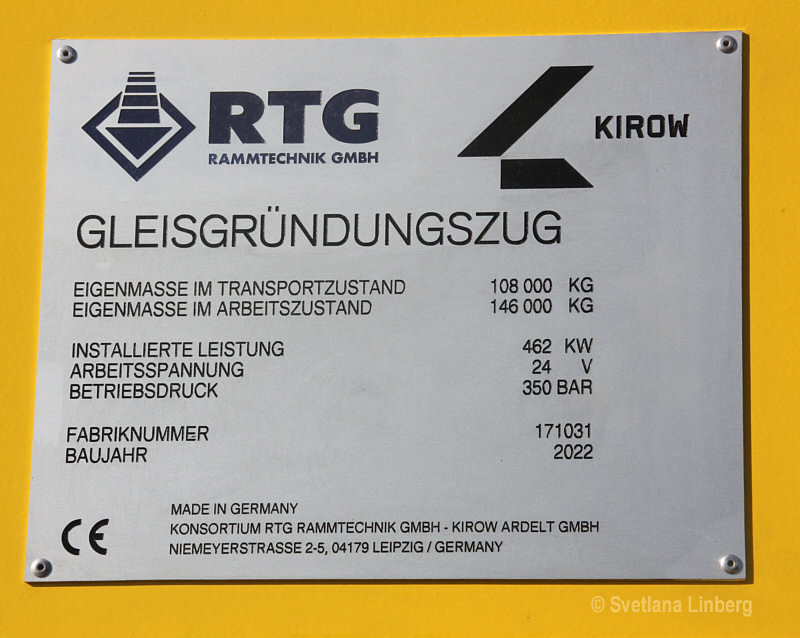 RTG
RAMMTECHNIK GMBH
KIROW
GLEISGRÜNDUNGSZUG
EIGENMASSE IM TRANSPORTZUSTAND 108 000 KG
EIGENMASSE IM ARBEITSZUSTAND 146 000 KG
INSTALLIERTE LEISTUNG 462 KW
ARBEITSSPANNUNG 24 V
BETRIEBSDRUCK 350 BAR
FABRIKNUMMER 171031
BAUJAHR 2022
CE
MADE IN GERMANY
KONSORTIUM RTG RAMMTECHNIK GMBH - KIROW ARDELT GMBH
NIEMEYERSTRASSE 2-5, 04179 LEIPZIG / GERMANY
© Svetlana Linberg